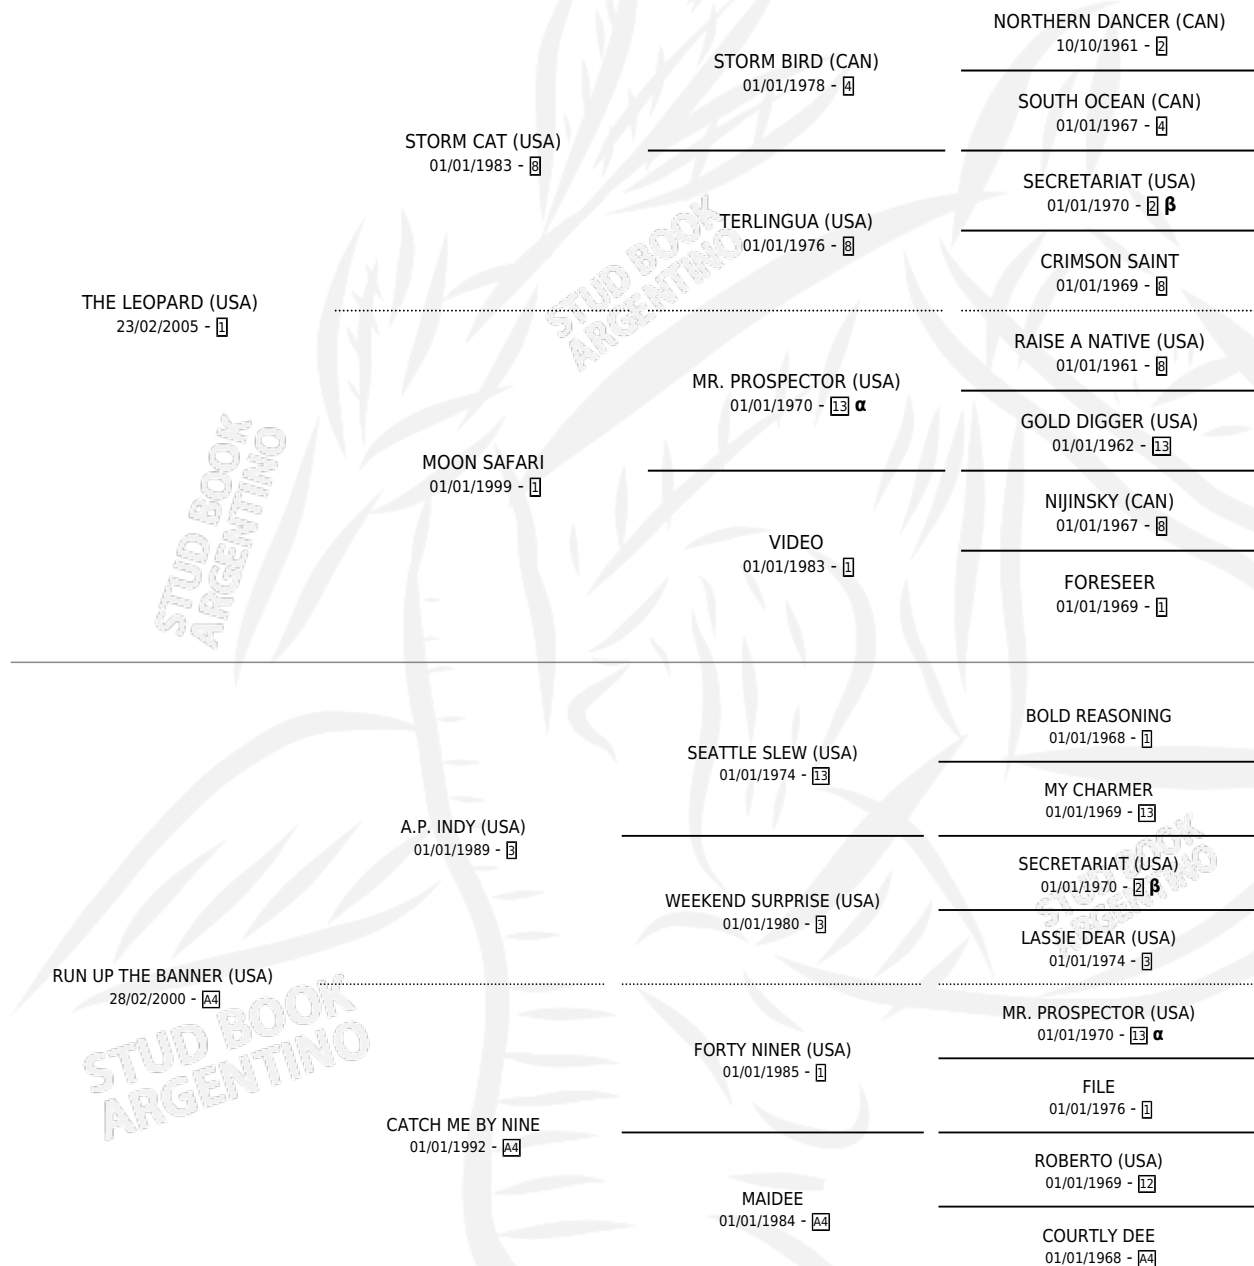 NORTHERN DANCER (CAN)
10/10/1961 - 2
STORM BIRD (CAN)
01/01/1978 - 4
SOUTH OCEAN (CAN)
01/01/1967 - 4
STORM CAT (USA)
01/01/1983 - 8
SECRETARIAT (USA)
01/01/1970 - 2 β
TERLINGUA (USA)
01/01/1976 - 8
CRIMSON SAINT
01/01/1969 - 8
THE LEOPARD (USA)
23/02/2005 - 1
STUD BOOK
ARGENTINO
RAISE A NATIVE (USA)
01/01/1961 - 8
MR. PROSPECTOR (USA)
01/01/1970 - 13 α
GOLD DIGGER (USA)
01/01/1962 - 13
MOON SAFARI
01/01/1999 - 1
STUD BOOK
ARGENTINO
NIJINSKY (CAN)
01/01/1967 - 8
VIDEO
01/01/1983 - 1
FORESEER
01/01/1969 - 1
BOLD REASONING
01/01/1968 - 1
SEATTLE SLEW (USA)
01/01/1974 - 13
MY CHARMER
01/01/1969 - 13
A.P. INDY (USA)
01/01/1989 - 3
SECRETARIAT (USA)
01/01/1970 - 2 β
STUD BOOK
ARGENTINO
WEEKEND SURPRISE (USA)
01/01/1980 - 3
LASSIE DEAR (USA)
01/01/1974 - 3
RUN UP THE BANNER (USA)
28/02/2000 - A4
STUD BOOK
ARGENTINO
MR. PROSPECTOR (USA)
01/01/1970 - 13 α
FORTY NINER (USA)
01/01/1985 - 1
FILE
01/01/1976 - 1
CATCH ME BY NINE
01/01/1992 - A4
ROBERTO (USA)
01/01/1969 - 12
MAIDEE
01/01/1984 - A4
COURTLY DEE
01/01/1968 - A4